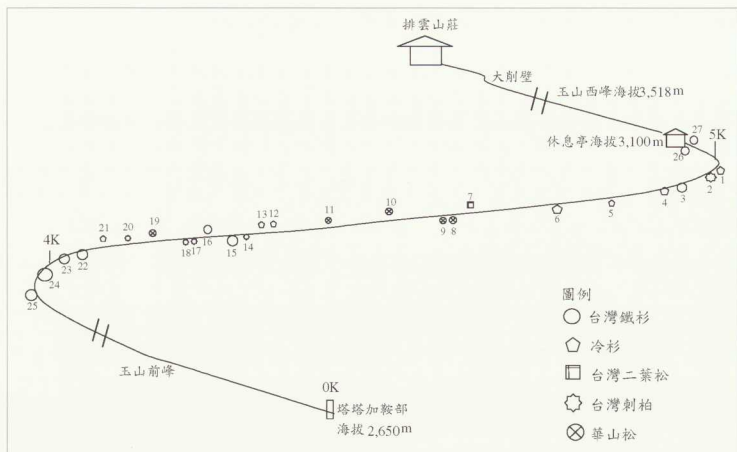 排雲山莊
大削壁
玉山西峰海拔3,518m
27
5K
休息亭海拔3,100m
26
1
2
3
4
5
6
7
8
9
10
11
12
13
14
15
16
17
18
19
20
21
4K
22
23
24
25
玉山前峰
0K
塔塔加鞍部
海拔2,650m
圖例
台灣鐵杉
冷杉
台灣二葉松
台灣刺柏
華山松